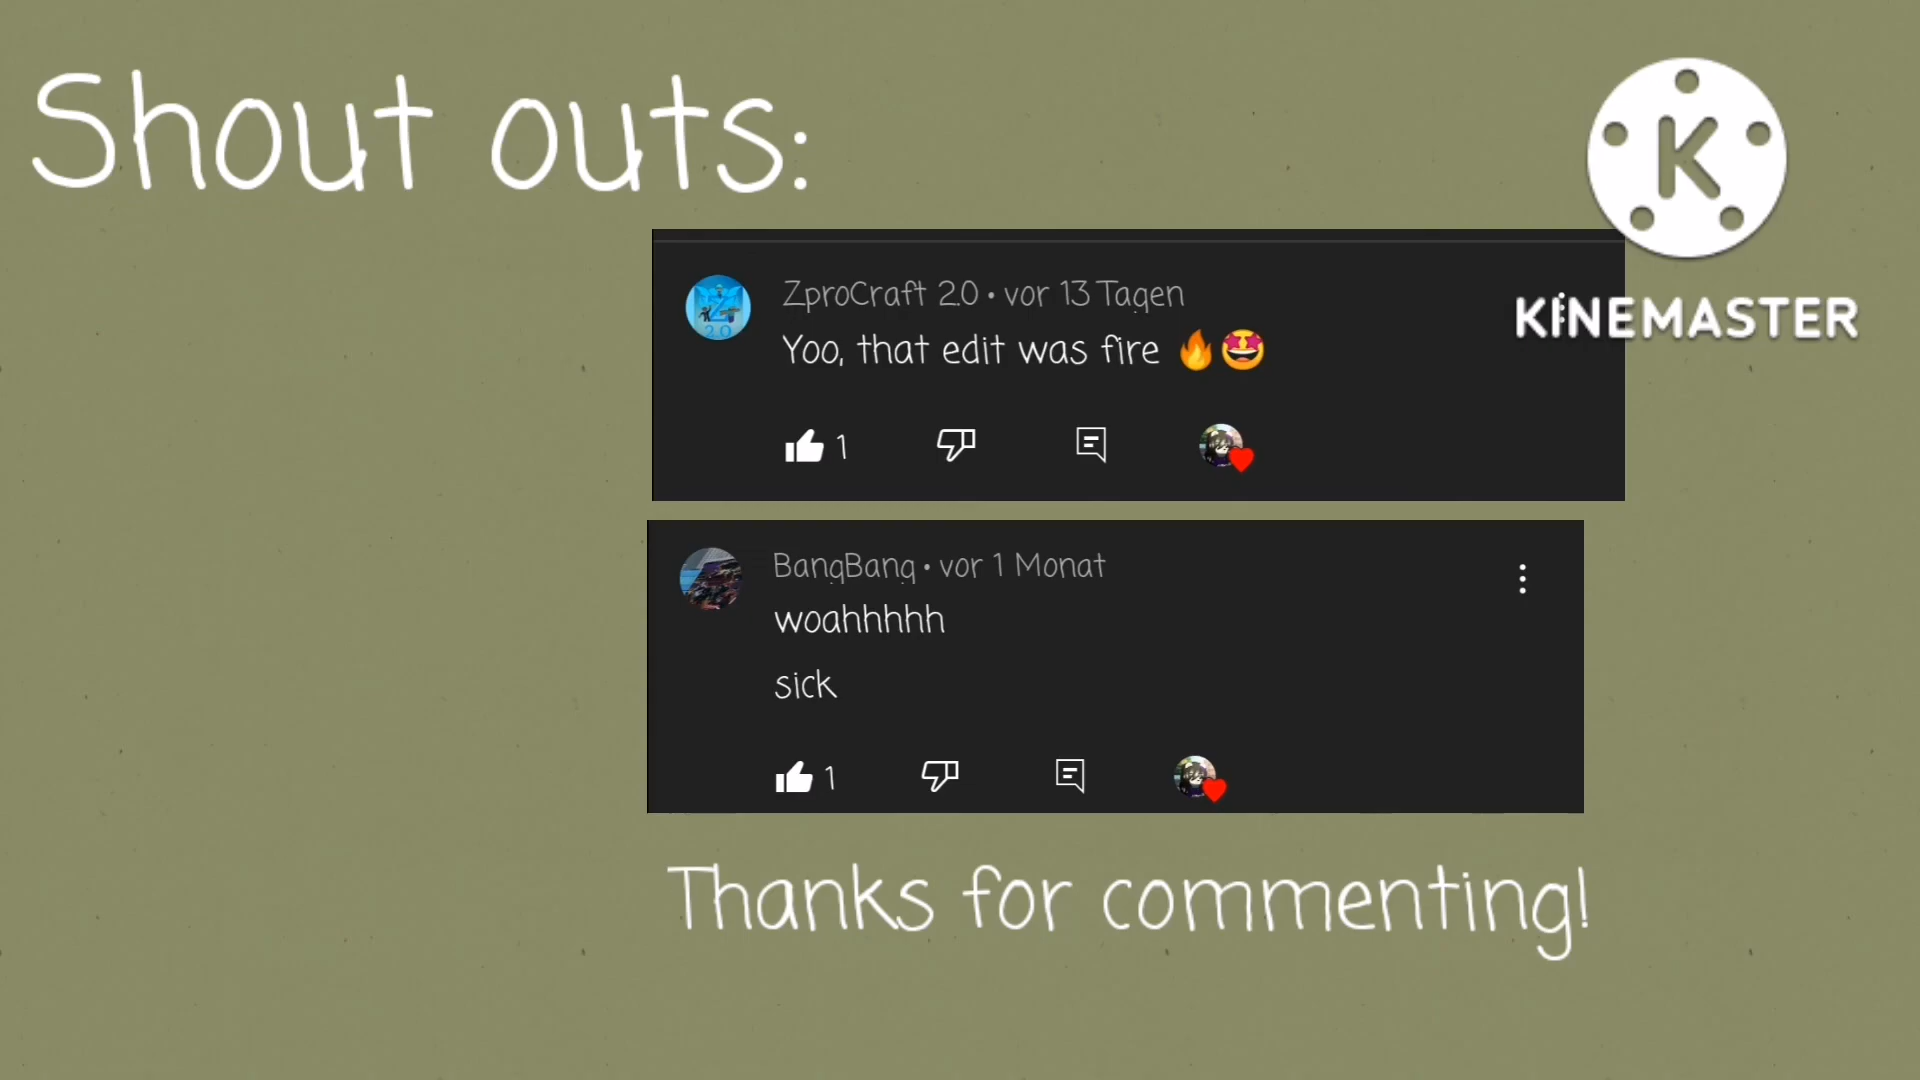 Shout outs:
K
KINEMASTER
ZproCraft 2.0 • vor 13 Tagen
Yoo, that edit was fire 🔥🤩
1
BangBang • vor 1 Monat
woahhhhh
sick
1
Thanks for commenting!